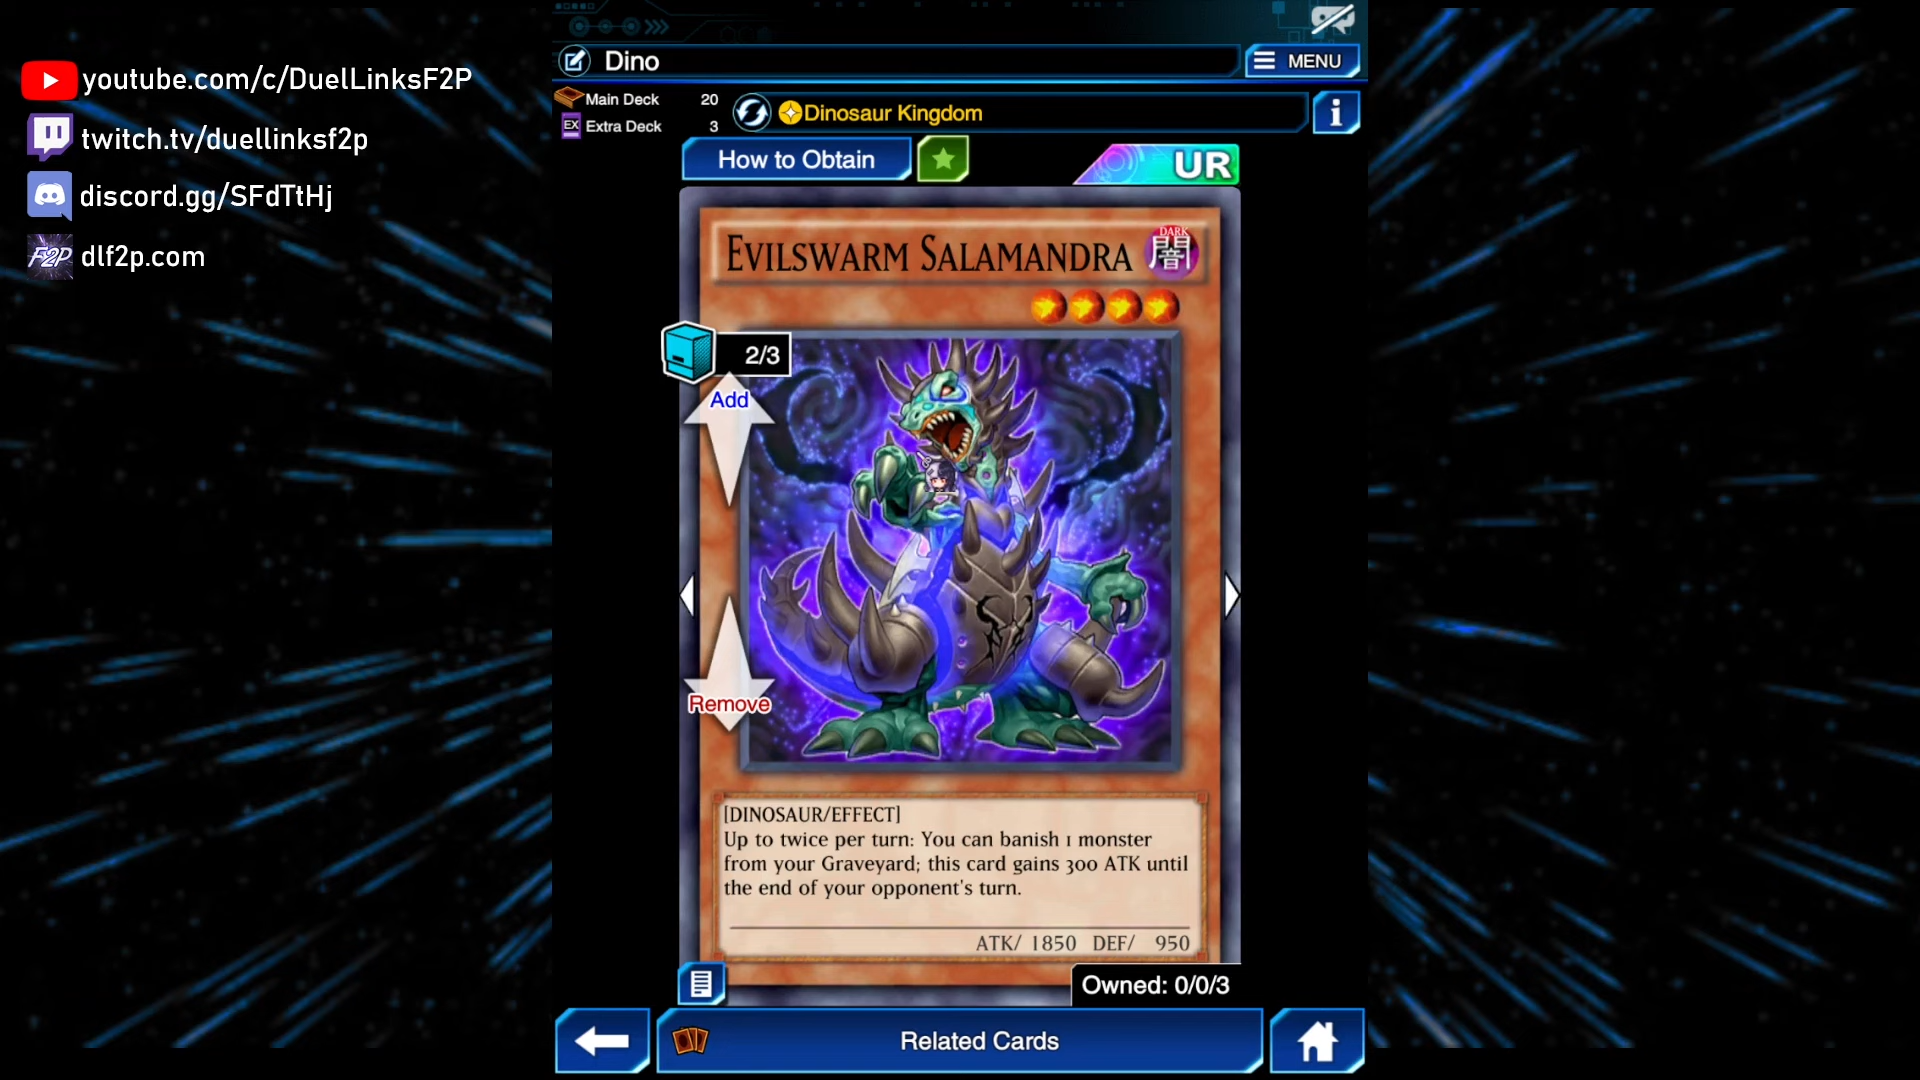 youtube.com/c/DuelLinksF2P
twitch.tv/duellinksf2p
discord.gg/SFdTtHj
F2P dlf2p.com
Dino
MENU
Main Deck 20
EX Extra Deck 3
Dinosaur Kingdom
i
How to Obtain
UR
EVILSWARM SALAMANDRA
DARK
闇
2/3
Add
Remove
[DINOSAUR/EFFECT]
Up to twice per turn: You can banish 1 monster
from your Graveyard; this card gains 300 ATK until
the end of your opponent's turn.
ATK/ 1850 DEF/ 950
Owned: 0/0/3
Related Cards